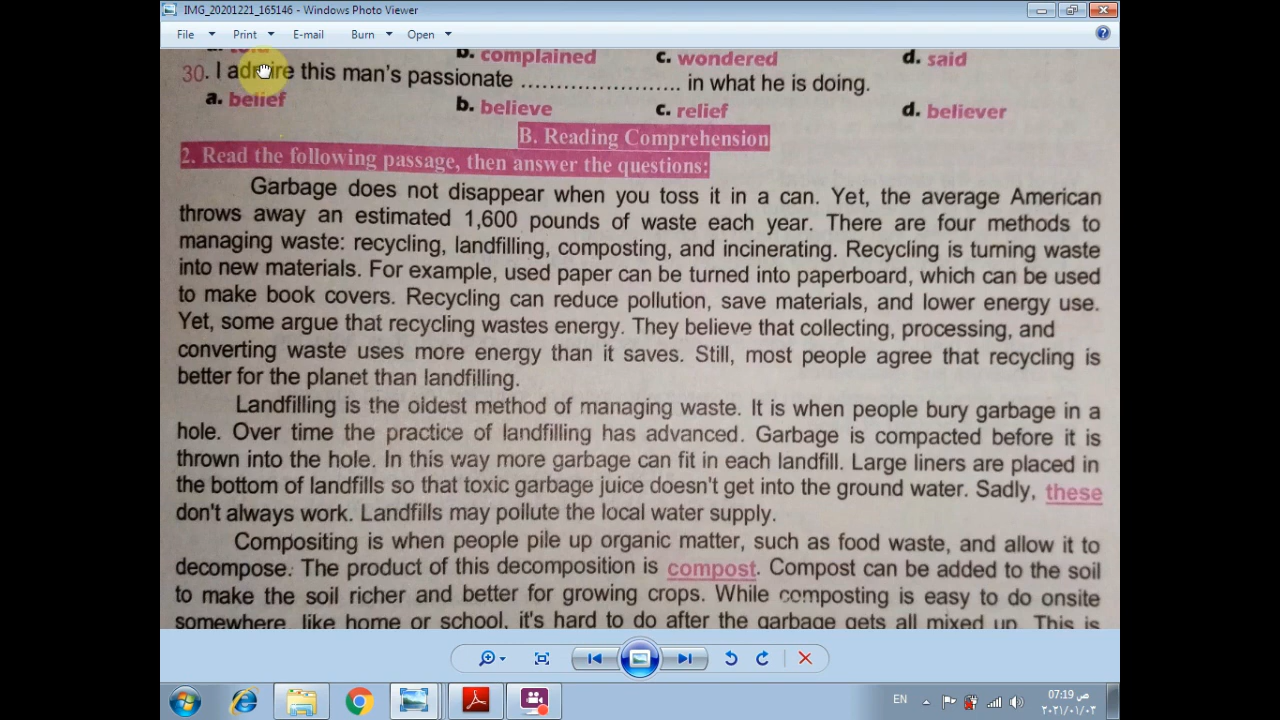 IMG_20201221_165146 - Windows Photo Viewer
File Print E-mail Burn Open
b. complained c. wondered d. said
30. I admire this man's passionate ........................ in what he is doing.
a. belief b. believe c. relief d. believer
B. Reading Comprehension
2. Read the following passage, then answer the questions:
Garbage does not disappear when you toss it in a can. Yet, the average American
throws away an estimated 1,600 pounds of waste each year. There are four methods to
managing waste: recycling, landfilling, composting, and incinerating. Recycling is turning waste
into new materials. For example, used paper can be turned into paperboard, which can be used
to make book covers. Recycling can reduce pollution, save materials, and lower energy use.
Yet, some argue that recycling wastes energy. They believe that collecting, processing, and
converting waste uses more energy than it saves. Still, most people agree that recycling is
better for the planet than landfilling.
Landfilling is the oldest method of managing waste. It is when people bury garbage in a
hole. Over time the practice of landfilling has advanced. Garbage is compacted before it is
thrown into the hole. In this way more garbage can fit in each landfill. Large liners are placed in
the bottom of landfills so that toxic garbage juice doesn't get into the ground water. Sadly, these
don't always work. Landfills may pollute the local water supply.
Compositing is when people pile up organic matter, such as food waste, and allow it to
decompose. The product of this decomposition is compost. Compost can be added to the soil
to make the soil richer and better for growing crops. While composting is easy to do onsite
somewhere, like home or school, it's hard to do after the garbage gets all mixed up. This is
EN
07:19 ص
٢٠٢١/٠١/٠٣